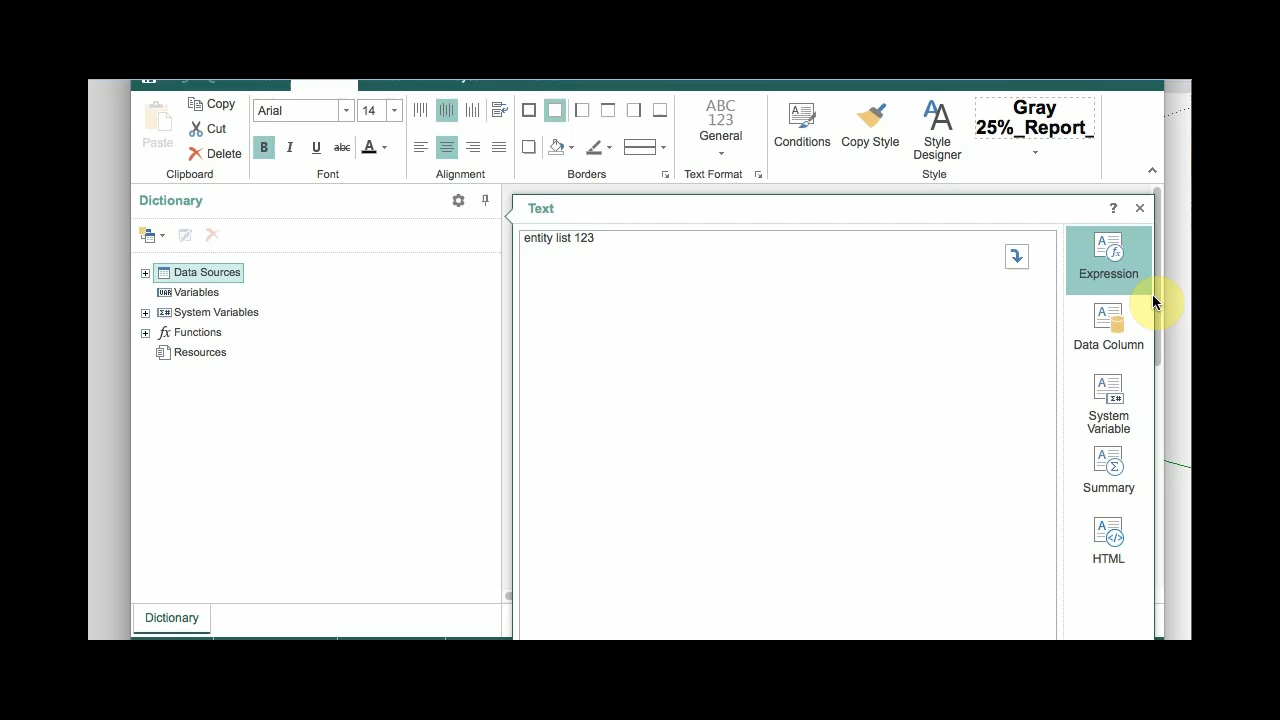 Paste
Copy
Cut
Delete
Clipboard
Arial
14
B I U abc A
Font
Alignment
Borders
ABC
123
General
Text Format
Conditions
Copy Style
Style
Designer
Gray
25%_Report_
Style
Dictionary
Data Sources
Variables
System Variables
Functions
Resources
Dictionary
Text
?
entity list 123
Expression
Data Column
System
Variable
Summary
HTML